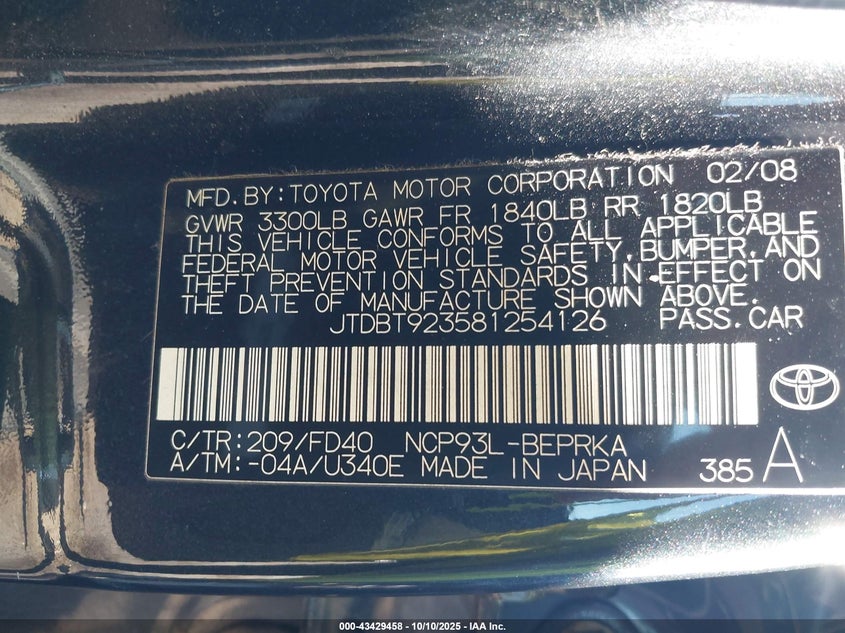 MFD.BY:TOYOTA MOTOR CORPORATION 02/08
GVWR 3300LB GAWR FR 1840LB RR 1820LB
THIS VEHICLE CONFORMS TO ALL APPLICABLE
FEDERAL MOTOR VEHICLE SAFETY,BUMPER,AND
THEFT PREVENTION STANDARDS IN EFFECT ON
THE DATE OF MANUFACTURE SHOWN ABOVE.
JTDBT923581254126 PASS.CAR
C/TR:209/FD40 NCP93L-BEPRKA
A/TM:-04A/U340E MADE IN JAPAN 385 A
000-43429458 - 10/10/2025 - IAA Inc.